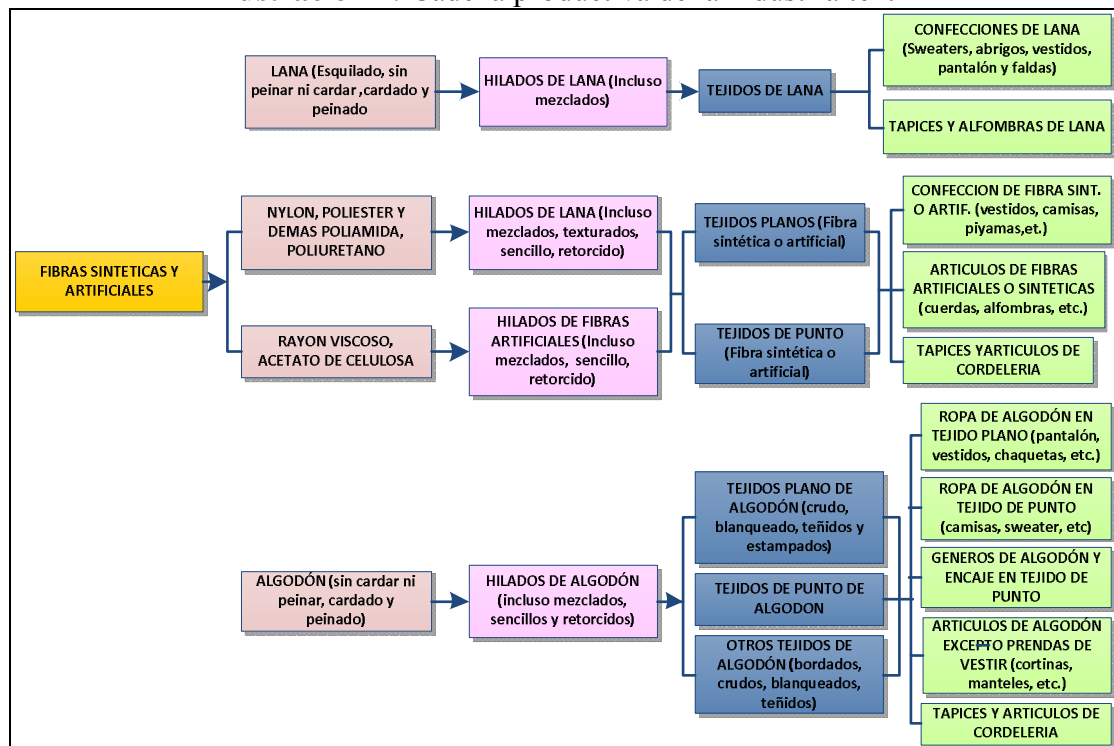 LANA (Esquilado, sin
peinar ni cardar ,cardado y
peinado
HILADOS DE LANA (Incluso
mezclados)
TEJIDOS DE LANA
CONFECCIONES DE LANA
(Sweaters, abrigos, vestidos,
pantalón y faldas)
TAPICES Y ALFOMBRAS DE LANA
FIBRAS SINTETICAS Y
ARTIFICIALES
NYLON, POLIESTER Y
DEMAS POLIAMIDA,
POLIURETANO
HILADOS DE LANA (Incluso
mezclados, texturados,
sencillo, retorcido)
TEJIDOS PLANOS (Fibra
sintética o artificial)
CONFECCION DE FIBRA SINT.
O ARTIF. (vestidos, camisas,
piyamas,et.)
ARTICULOS DE FIBRAS
ARTIFICIALES O SINTETICAS
(cuerdas, alfombras, etc.)
RAYON VISCOSO,
ACETATO DE CELULOSA
HILADOS DE FIBRAS
ARTIFICIALES (Incluso
mezclados, sencillo,
retorcido)
TEJIDOS DE PUNTO
(Fibra sintética o
artificial)
TAPICES YARTICULOS DE
CORDELERIA
ALGODÓN (sin cardar ni
peinar, cardado y
peinado)
HILADOS DE ALGODÓN
(incluso mezclados,
sencillos y retorcidos)
TEJIDOS PLANO DE
ALGODÓN (crudo,
blanqueado, teñidos y
estampados)
TEJIDOS DE PUNTO DE
ALGODON
OTROS TEJIDOS DE
ALGODÓN (bordados,
crudos, blanqueados,
teñidos)
ROPA DE ALGODÓN EN
TEJIDO PLANO (pantalón,
vestidos, chaquetas, etc.)
ROPA DE ALGODÓN EN
TEJIDO DE PUNTO
(camisas, sweater, etc)
GENEROS DE ALGODÓN Y
ENCAJE EN TEJIDO DE
PUNTO
ARTICULOS DE ALGODÓN
EXCEPTO PRENDAS DE
VESTIR (cortinas,
manteles, etc.)
TAPICES Y ARTICULOS DE
CORDELERIA